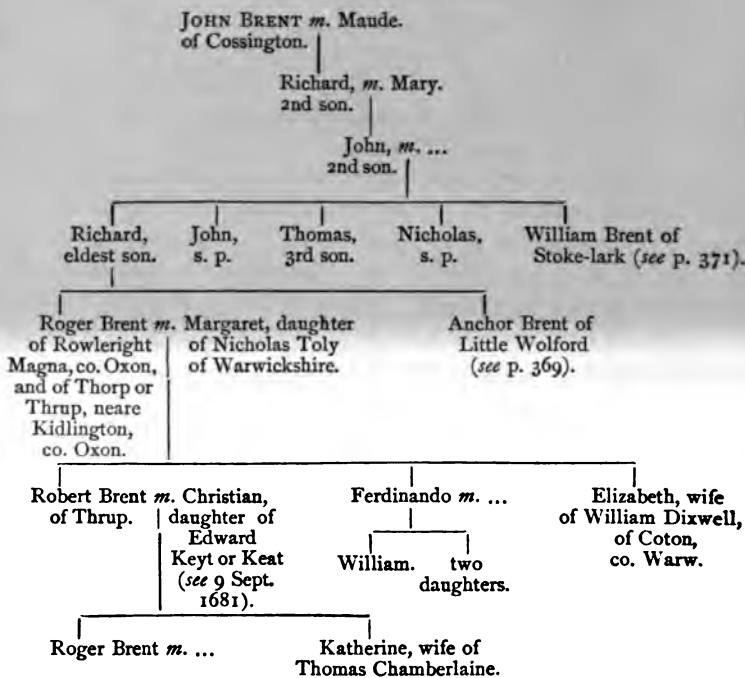 JOHN BRENT m. Maude.
of Cossington.
Richard, m. Mary.
2nd son.
John, m. ...
2nd son.
Richard,
eldest son.
John,
s. p.
Thomas,
3rd son.
Nicholas,
s. p.
William Brent of
Stoke-lark (see p. 371).
Roger Brent m. Margaret, daughter
of Rowleright of Nicholas Toly
Magna, co. Oxon, of Warwickshire.
and of Thorp or
Thrup, neare
Kidlington,
co. Oxon.
Anchor Brent of
Little Wolford
(see p. 369).
Robert Brent m. Christian,
of Thrup. daughter of
Edward
Keyt or Keat
(see 9 Sept.
1681).
Ferdinando m. ...
William. two
daughters.
Elizabeth, wife
of William Dixwell,
of Coton,
co. Warw.
Roger Brent m. ...
Katherine, wife of
Thomas Chamberlaine.